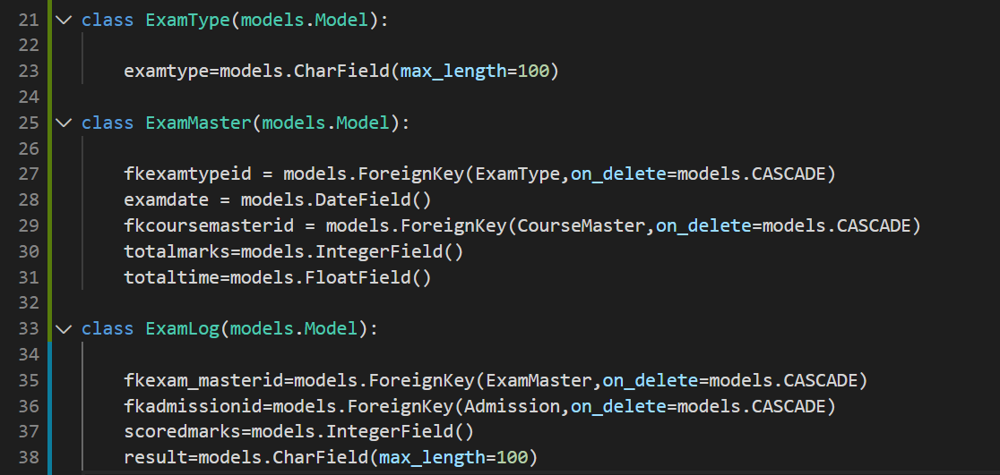 21 class ExamType(models.Model):
22
23 examtype=models.CharField(max_length=100)
24
25 class ExamMaster(models.Model):
26
27 fkexamtypeid = models.ForeignKey(ExamType,on_delete=models.CASCADE)
28 examdate = models.DateField()
29 fkcoursemasterid = models.ForeignKey(CourseMaster,on_delete=models.CASCADE)
30 totalmarks=models.IntegerField()
31 totaltime=models.FloatField()
32
33 class ExamLog(models.Model):
34
35 fkexam_masterid=models.ForeignKey(ExamMaster,on_delete=models.CASCADE)
36 fkadmissionid=models.ForeignKey(Admission,on_delete=models.CASCADE)
37 scoredmarks=models.IntegerField()
38 result=models.CharField(max_length=100)